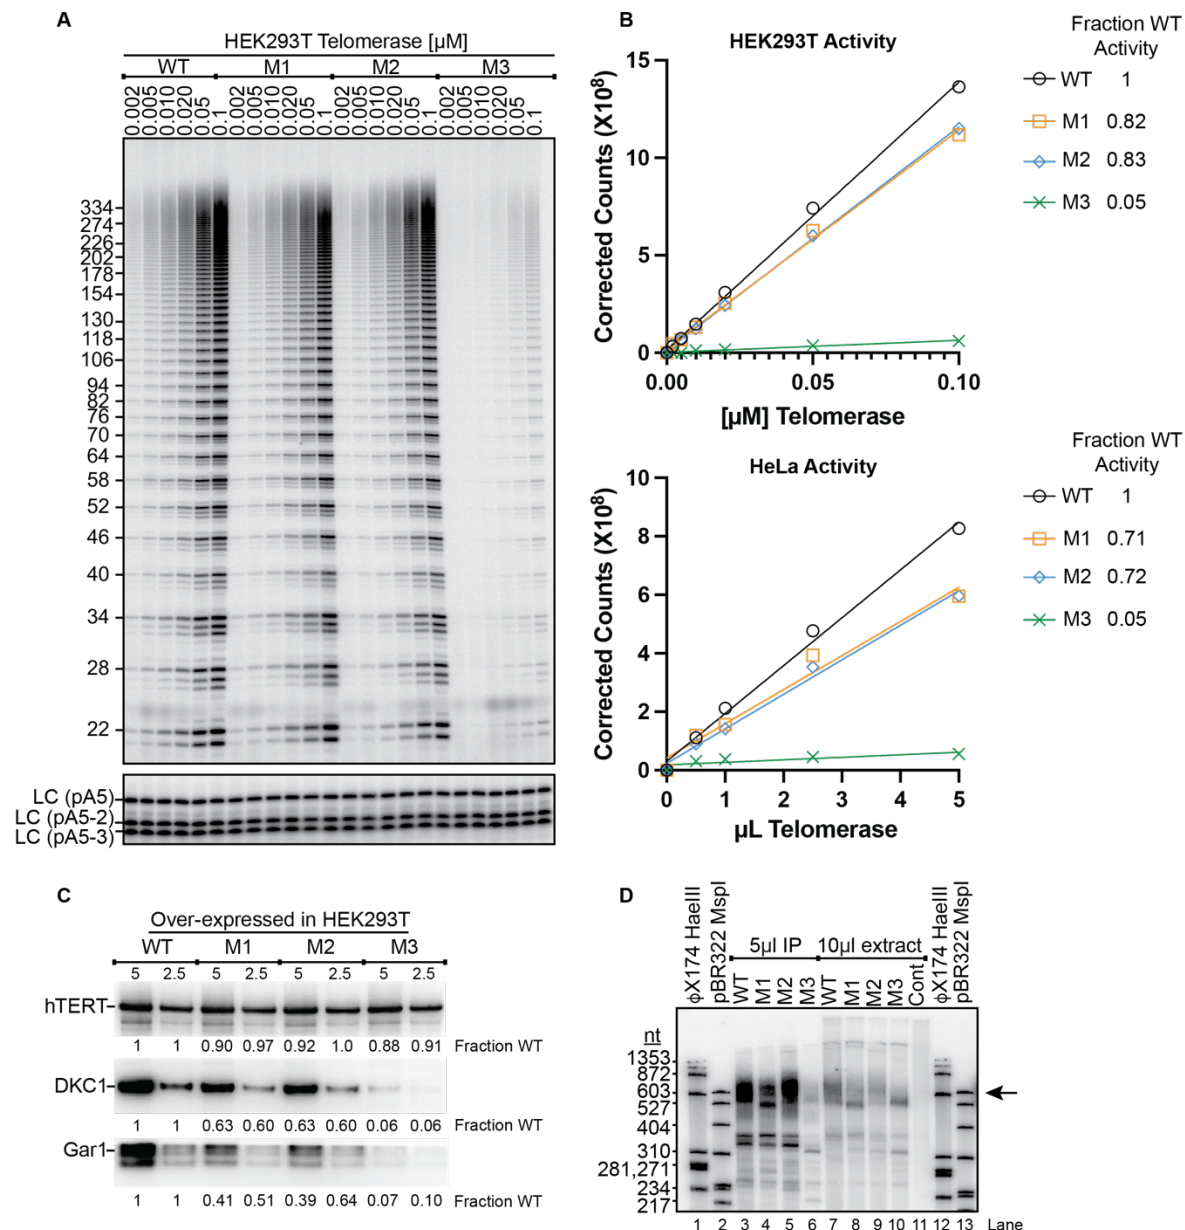 A
HEK293T Telomerase [µM]
WT M1 M2 M3
0.002 0.005 0.010 0.020 0.05 0.1 0.002 0.005 0.010 0.020 0.05 0.1 0.002 0.005 0.010 0.020 0.05 0.1 0.002 0.005 0.010 0.020 0.05 0.1
334
274
226
202
178
154
130
118
106
94
82
76
70
64
58
52
46
40
34
28
22
LC (pA5)
LC (pA5-2)
LC (pA5-3)
B
HEK293T Activity
Corrected Counts (X10⁸)
15
10
5
0
0.00 0.05 0.10
[µM] Telomerase
Fraction WT
Activity
WT 1
M1 0.82
M2 0.83
M3 0.05
HeLa Activity
Corrected Counts (X10⁸)
10
8
6
4
2
0
0 1 2 3 4 5
µL Telomerase
Fraction WT
Activity
WT 1
M1 0.71
M2 0.72
M3 0.05
C
Over-expressed in HEK293T
WT M1 M2 M3
5 2.5 5 2.5 5 2.5 5 2.5
hTERT
1 1 0.90 0.97 0.92 1.0 0.88 0.91 Fraction WT
DKC1
1 1 0.63 0.60 0.63 0.60 0.06 0.06 Fraction WT
Gar1
1 1 0.41 0.51 0.39 0.64 0.07 0.10 Fraction WT
D
5µl IP 10µl extract
ϕX174 HaeIII pBR322 MspI WT M1 M2 M3 WT M1 M2 M3 Cont. ϕX174 HaeIII pBR322 MspI
nt
1353
872
603
527
404
310
281,271
234
217
1 2 3 4 5 6 7 8 9 10 11 12 13 Lane